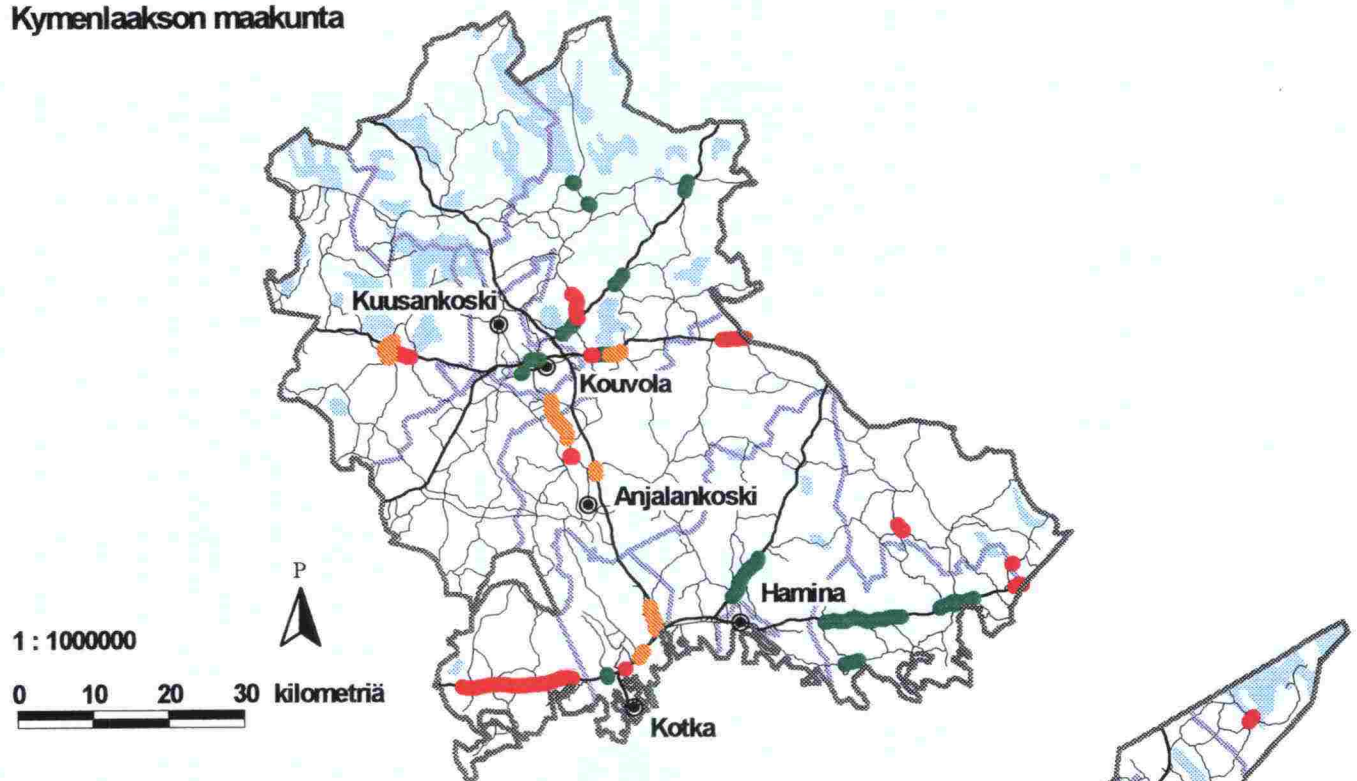 Kymenlaakson maakunta
Kuusankoski
Kouvola
Anjalankoski
P
Hamina
1 : 1000000
0 10 20 30 kilometriä
Kotka